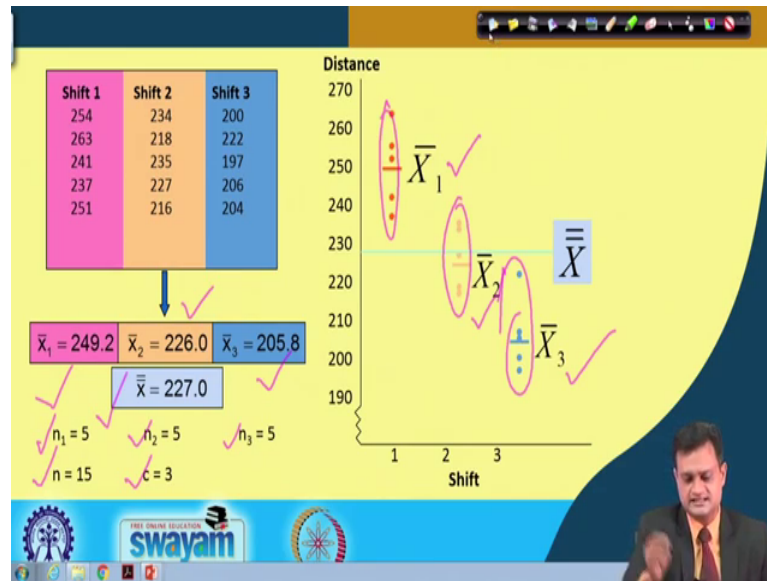 Shift 1 Shift 2 Shift 3
254 234 200
263 218 222
241 235 197
237 227 206
251 216 204
x̄₁ = 249.2 x̄₂ = 226.0 x̄₃ = 205.8
x̿ = 227.0
n₁ = 5 n₂ = 5 n₃ = 5
n = 15 c = 3
Distance
270
260
250
240
230
220
210
200
190
X̄₁
X̄₂
X̄₃
X̿
1 2 3
Shift
FREE ONLINE EDUCATION
swayam